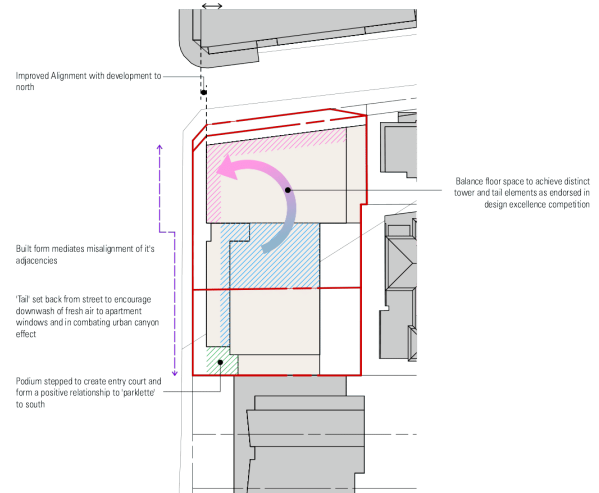 Improved Alignment with development to
north
Balance floor space to achieve distinct
tower and tail elements as endorsed in
design excellence competition
Built form mediates misalignment of it's
adjacencies
'Tail' set back from street to encourage
downwash of fresh air to apartment
windows and in combating urban canyon
effect
Podium stepped to create entry court and
form a positive relationship to 'parklette'
to south